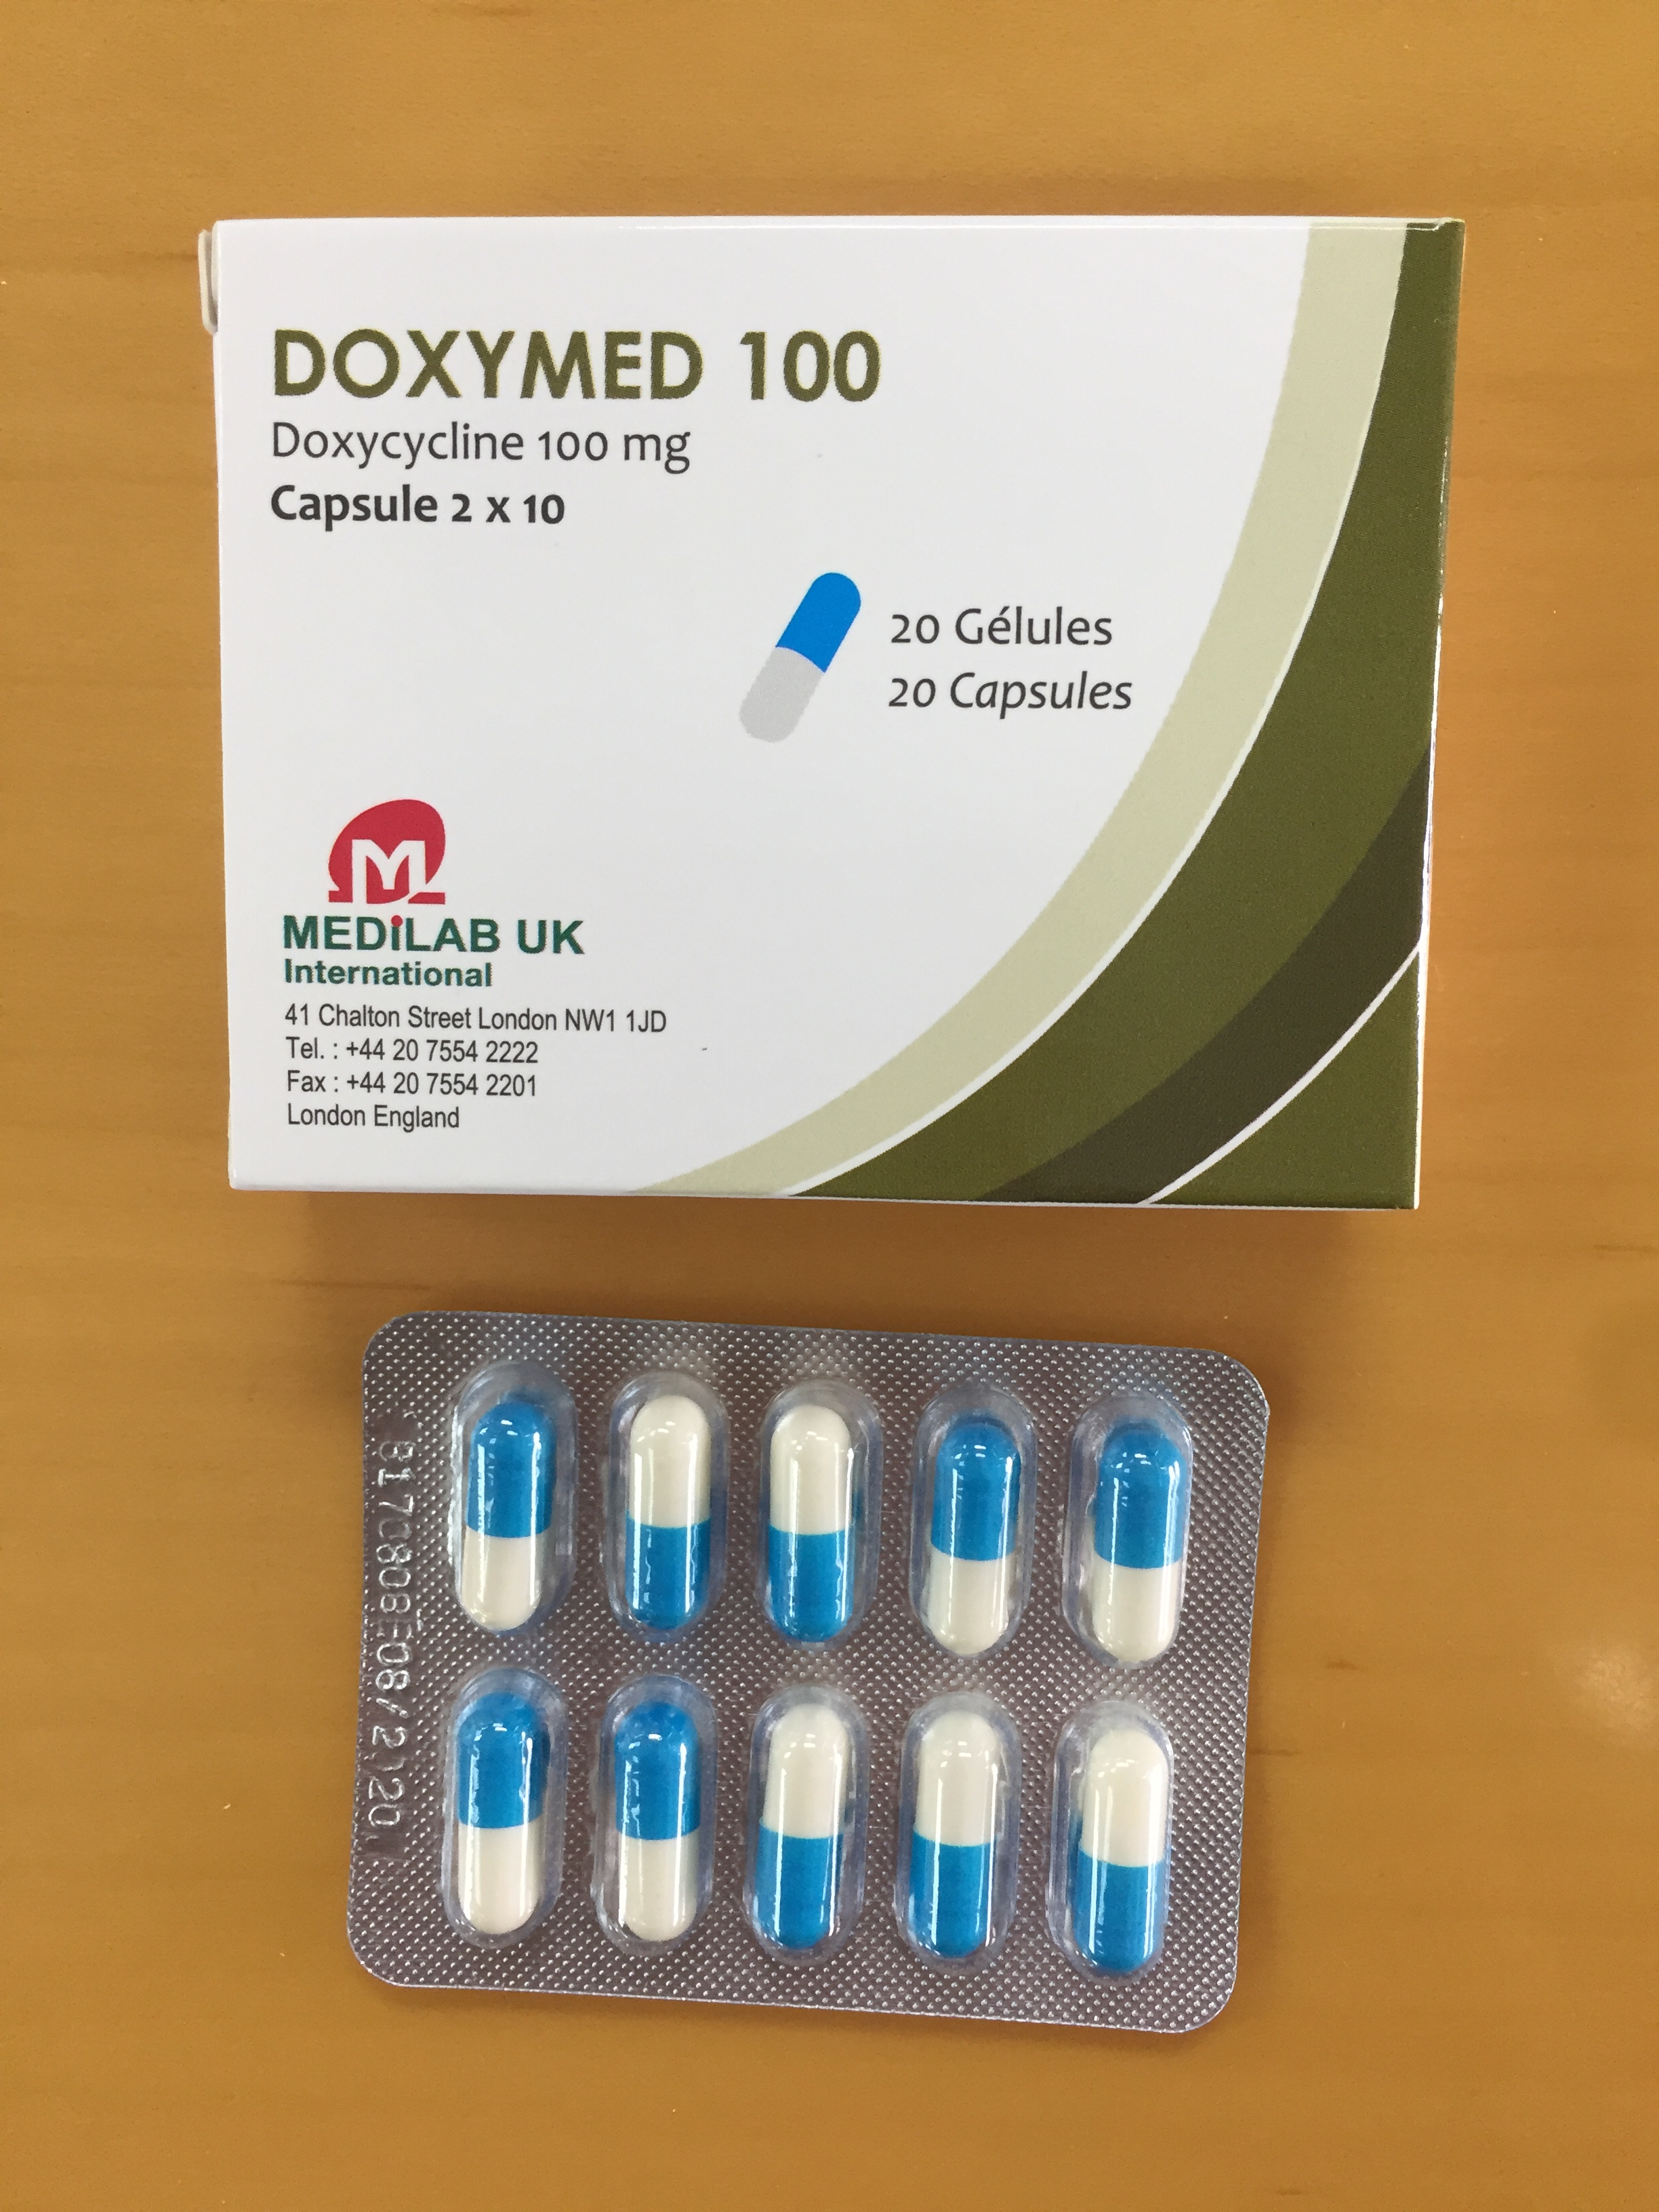 DOXYMED 100
Doxycycline 100 mg
Capsule 2 x 10
20 Gélules
20 Capsules
M
MEDiLAB UK
International
41 Chalton Street London NW1 1JD
Tel. : +44 20 7554 2222
Fax : +44 20 7554 2201
London England